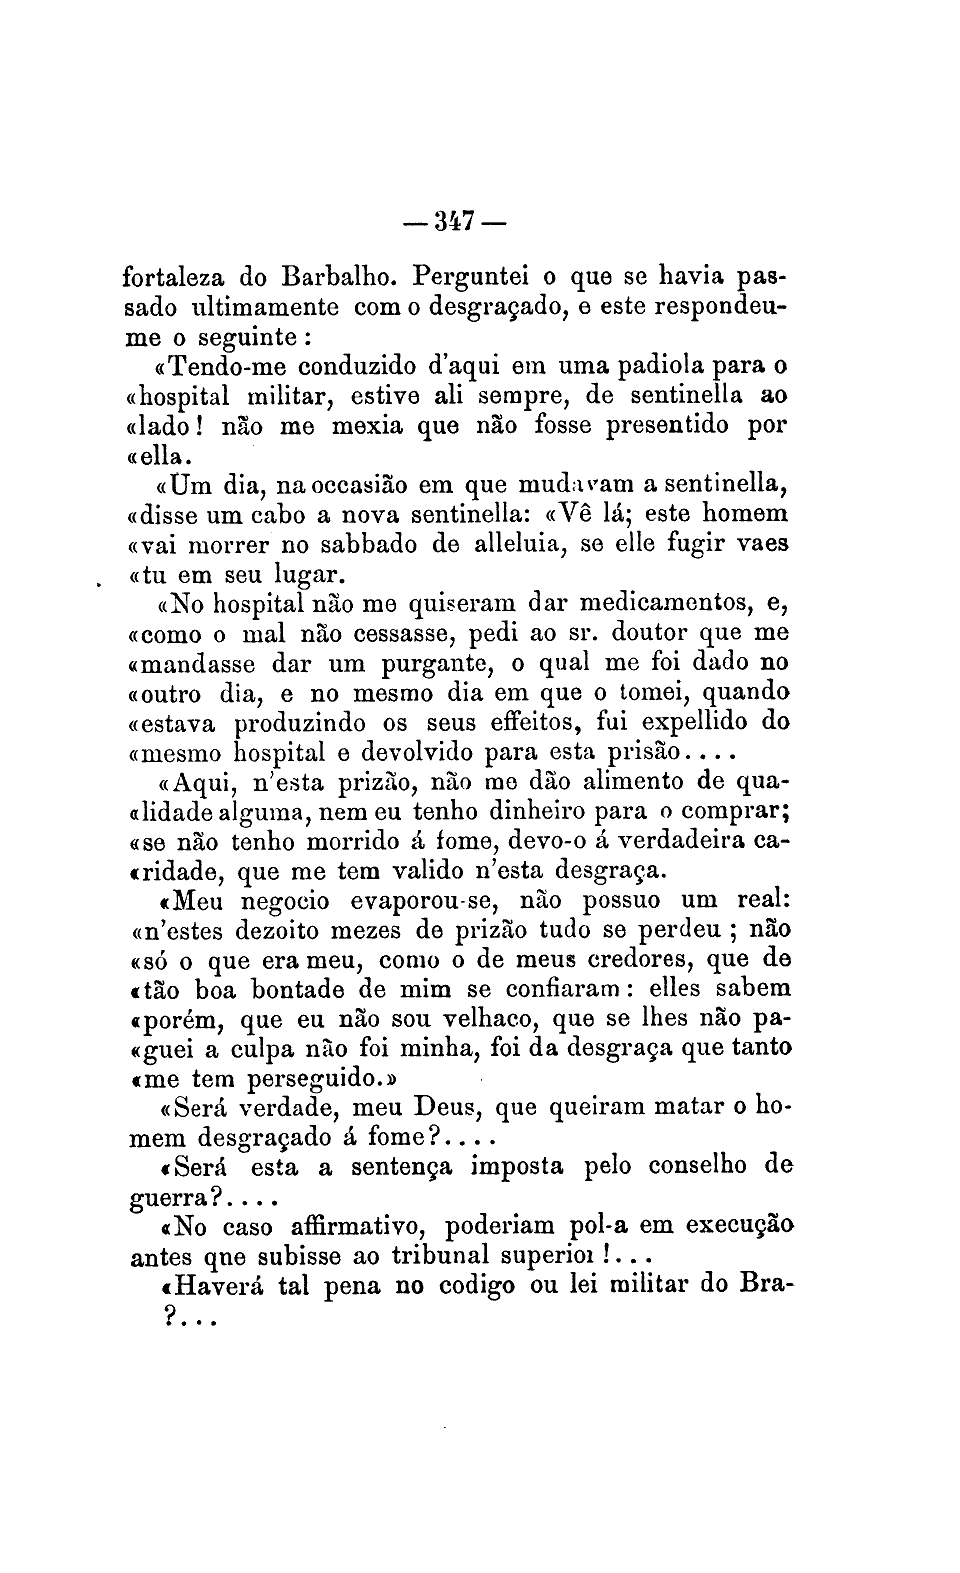 — 347 —
fortaleza do Barbalho. Perguntei o que se havia pas-
sado ultimamente com o desgraçado, e este respondeu-
me o seguinte :
«Tendo-me conduzido d'aqui em uma padiola para o
«hospital militar, estive ali sempre, de sentinella ao
«lado! não me mexia que não fosse presentido por
«ella.
«Um dia, na occasião em que mudavam a sentinella,
«disse um cabo a nova sentinella: «Vê lá; este homem
«vai morrer no sabbado de alleluia, se elle fugir vaes
«tu em seu lugar.
«No hospital não me quiseram dar medicamentos, e,
«como o mal não cessasse, pedi ao sr. doutor que me
«mandasse dar um purgante, o qual me foi dado no
«outro dia, e no mesmo dia em que o tomei, quando
«estava produzindo os seus effeitos, fui expellido do
«mesmo hospital e devolvido para esta prisão....
«Aqui, n'esta prizão, não me dão alimento de qua-
«lidade alguma, nem eu tenho dinheiro para o comprar;
«se não tenho morrido á fome, devo-o á verdadeira ca-
«ridade, que me tem valido n'esta desgraça.
«Meu negocio evaporou-se, não possuo um real:
«n'estes dezoito mezes de prizão tudo se perdeu ; não
«só o que era meu, como o de meus credores, que de
«tão boa bontade de mim se confiaram : elles sabem
«porém, que eu não sou velhaco, que se lhes não pa-
«guei a culpa não foi minha, foi da desgraça que tanto
«me tem perseguido.»
«Será verdade, meu Deus, que queiram matar o ho-
mem desgraçado á fome?....
«Será esta a sentença imposta pelo conselho de
guerra?....
«No caso affirmativo, poderiam pol-a em execução
antes que subisse ao tribunal superior !...
«Haverá tal pena no codigo ou lei militar do Bra-
?...